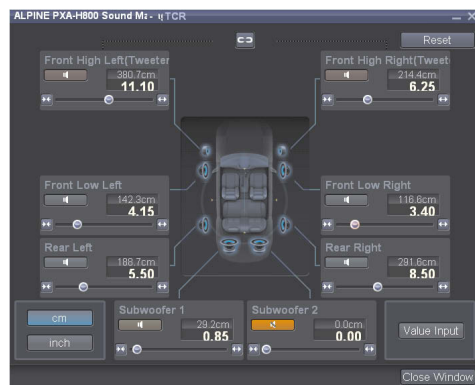 ALPINE PXA-H800 Sound
TCR
Reset
Front High Left(Tweeter
380.7cm
11.10
Front High Right(Tweet
214.4cm
6.25
Front Low Left
142.3cm
4.15
Front Low Right
116.6cm
3.40
Rear Left
188.7cm
5.50
Rear Right
291.6cm
8.50
cm
inch
Subwoofer 1
29.2cm
0.85
Subwoofer 2
0.0cm
0.00
Value Input
Close Window